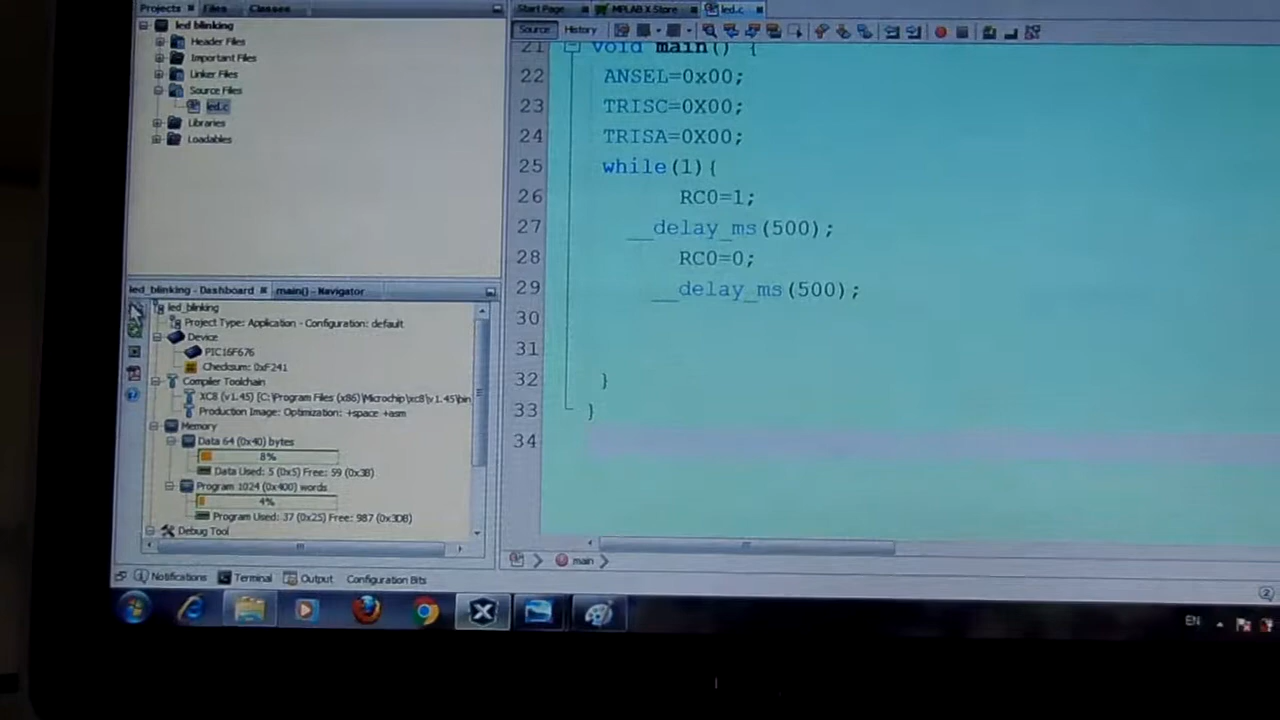 Projects Files Classes
led blinking
Header Files
Important Files
Linker Files
Source Files
led.c
Libraries
Loadables
led_blinking - Dashboard main() - Navigator
led_blinking
Project Type: Application - Configuration: default
Device
PIC16F676
Checksum: 0xF241
Compiler Toolchain
XC8 (v1.45) [C:\Program Files (x86)\Microchip\xc8\v1.45\bin
Production Image: Optimization: +space +asm
Memory
Data 64 (0x40) bytes
8%
Data Used: 5 (0x5) Free: 59 (0x3B)
Program 1024 (0x400) words
4%
Program Used: 37 (0x25) Free: 987 (0x3DB)
Debug Tool
Notifications Terminal Output Configuration Bits
Start Page MPLAB X Store led.c
Source History
21 void main() {
22 ANSEL=0x00;
23 TRISC=0X00;
24 TRISA=0X00;
25 while(1){
26 RC0=1;
27 __delay_ms(500);
28 RC0=0;
29 __delay_ms(500);
30
31
32 }
33 }
34
main
2
EN